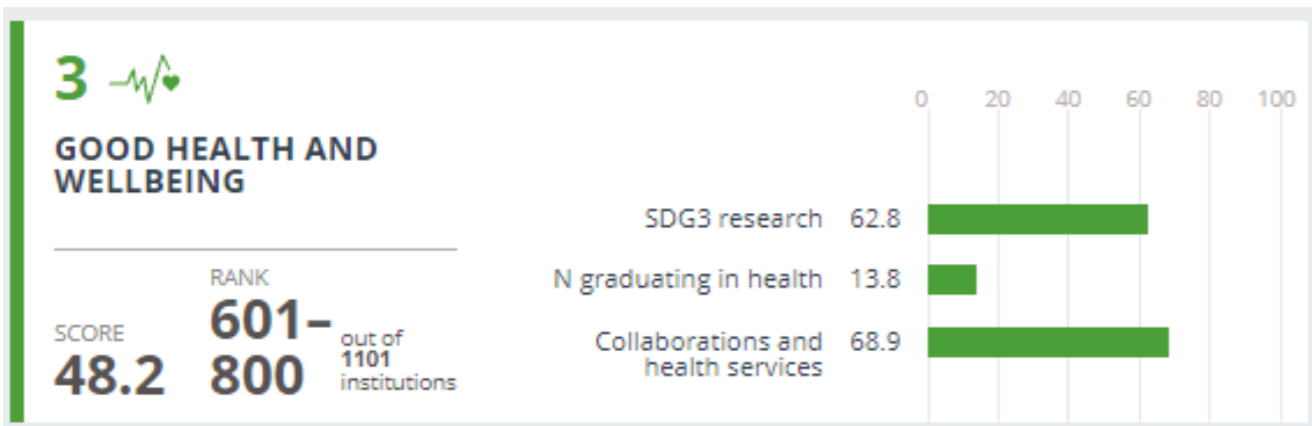 3
GOOD HEALTH AND
WELLBEING
SCORE
48.2
RANK
601–
800
out of
1101
institutions
0 20 40 60 80 100
SDG3 research 62.8
N graduating in health 13.8
Collaborations and 68.9
health services